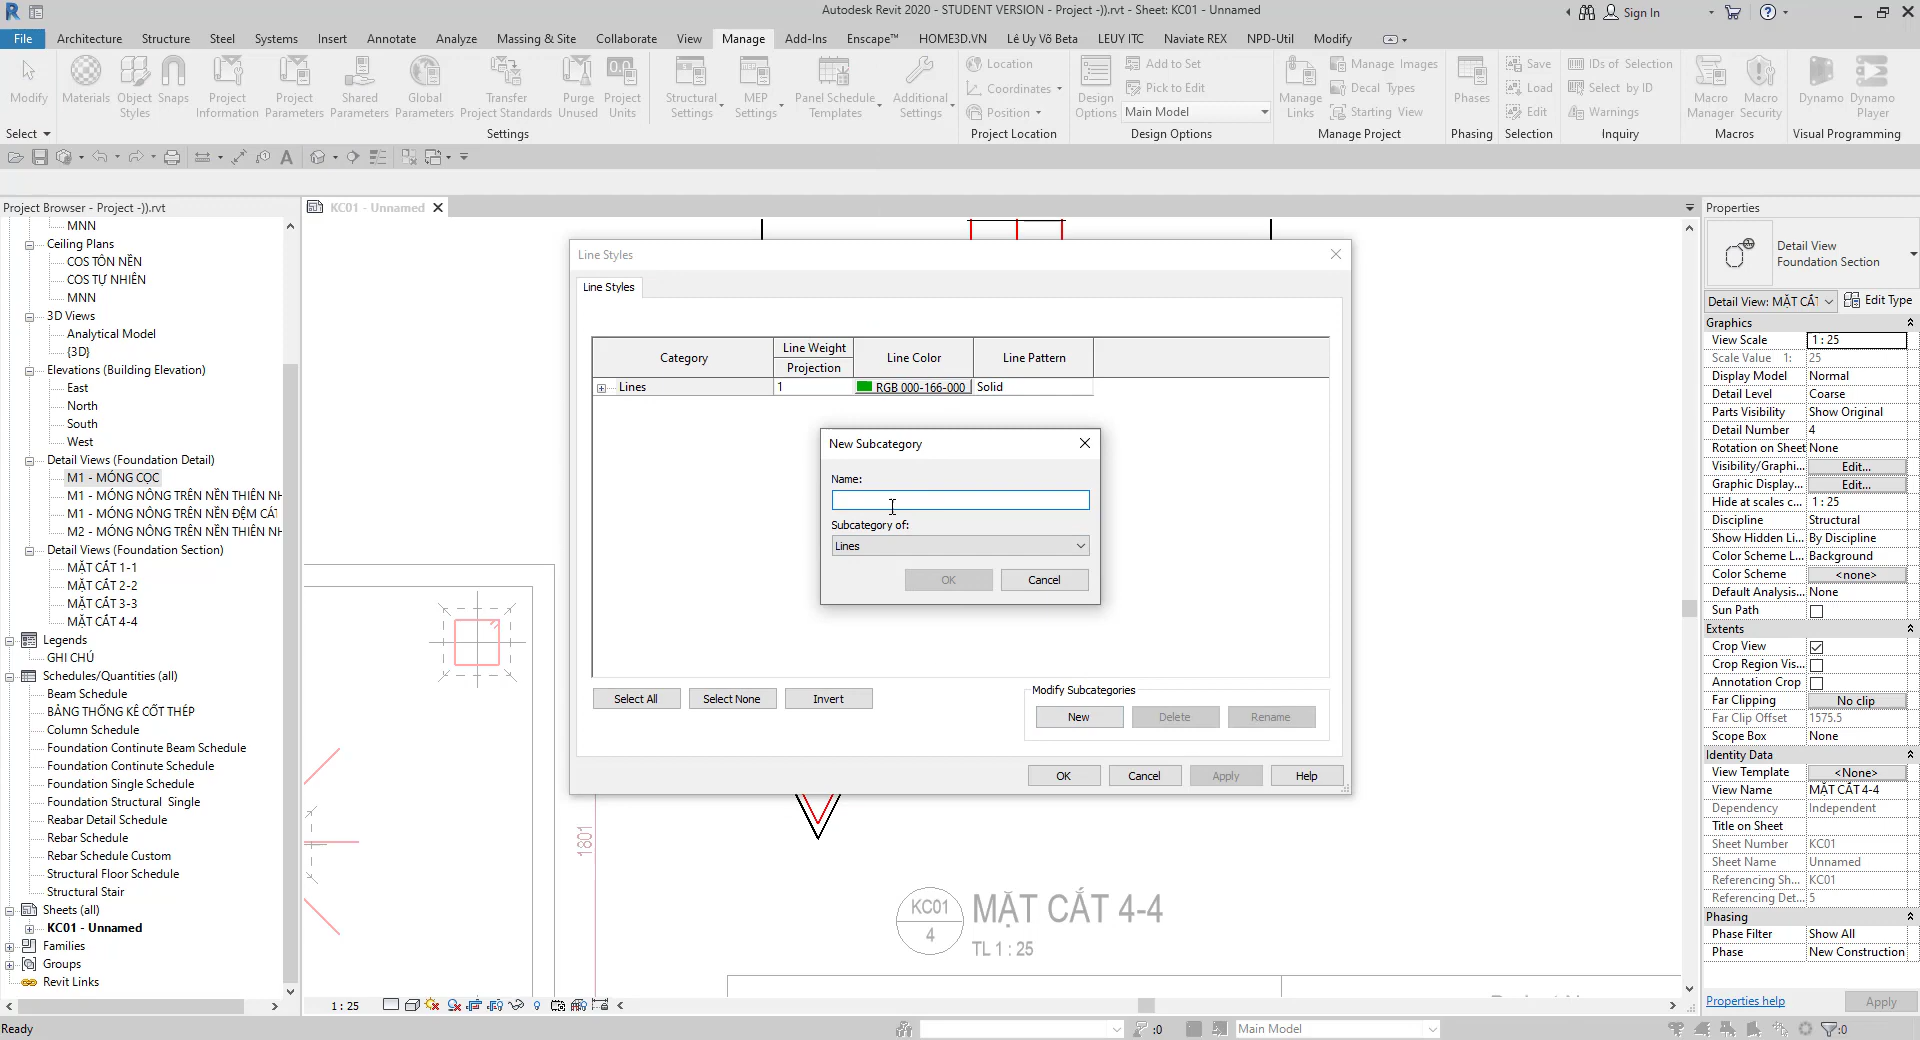 Autodesk Revit 2020 - STUDENT VERSION - Project -)).rvt - Sheet: KC01 - Unnamed
Sign In
File Architecture Structure Steel Systems Insert Annotate Analyze Massing & Site Collaborate View Manage Add-Ins Enscape™ HOME3D.VN Lê Uy Võ Beta LEUY ITC Naviate REX NPD-Util Modify
Modify
Materials
Object Styles
Snaps
Project Information
Project Parameters
Shared Parameters
Global Parameters
Transfer Project Standards
Purge Unused
Project Units
Structural Settings
MEP Settings
Panel Schedule Templates
Additional Settings
Location
Coordinates
Position
Design Options
Add to Set
Pick to Edit
Main Model
Manage Links
Manage Images
Decal Types
Starting View
Phases
Save
Load
Edit
IDs of Selection
Select by ID
Warnings
Macro Manager
Macro Security
Dynamo
Dynamo Player
Select
Settings
Project Location
Design Options
Manage Project
Phasing
Selection
Inquiry
Macros
Visual Programming
Project Browser - Project -)).rvt
MNN
Ceiling Plans
COS TÔN NỀN
COS TỰ NHIÊN
MNN
3D Views
Analytical Model
{3D}
Elevations (Building Elevation)
East
North
South
West
Detail Views (Foundation Detail)
M1 - MÓNG CỌC
M1 - MÓNG NÔNG TRÊN NỀN THIÊN NH
M1 - MÓNG NÔNG TRÊN NỀN ĐỆM CÁT
M2 - MÓNG NÔNG TRÊN NỀN THIÊN NH
Detail Views (Foundation Section)
MẶT CẮT 1-1
MẶT CẮT 2-2
MẶT CẮT 3-3
MẶT CẮT 4-4
Legends
GHI CHÚ
Schedules/Quantities (all)
Beam Schedule
BẢNG THỐNG KÊ CỐT THÉP
Column Schedule
Foundation Continute Beam Schedule
Foundation Continute Schedule
Foundation Single Schedule
Foundation Structural Single
Reabar Detail Schedule
Rebar Schedule
Rebar Schedule Custom
Structural Floor Schedule
Structural Stair
Sheets (all)
KC01 - Unnamed
Families
Groups
Revit Links
KC01 - Unnamed
Line Styles
Line Styles
Category
Line Weight
Projection
Line Color
Line Pattern
Lines 1 RGB 000-166-000 Solid
New Subcategory
Name:
Subcategory of:
Lines
OK Cancel
Select All Select None Invert
Modify Subcategories
New Delete Rename
OK Cancel Apply Help
1801
KC01
4
MẶT CẮT 4-4
TL 1 : 25
Properties
Detail View
Foundation Section
Detail View: MẶT CẮT
Edit Type
Graphics
View Scale 1 : 25
Scale Value 1: 25
Display Model Normal
Detail Level Coarse
Parts Visibility Show Original
Detail Number 4
Rotation on Sheet None
Visibility/Graphi... Edit...
Graphic Display... Edit...
Hide at scales c... 1 : 25
Discipline Structural
Show Hidden Li... By Discipline
Color Scheme L... Background
Color Scheme <none>
Default Analysis... None
Sun Path
Extents
Crop View
Crop Region Vis...
Annotation Crop
Far Clipping No clip
Far Clip Offset 1575.5
Scope Box None
Identity Data
View Template <None>
View Name MẶT CẮT 4-4
Dependency Independent
Title on Sheet
Sheet Number KC01
Sheet Name Unnamed
Referencing Sh... KC01
Referencing Det... 5
Phasing
Phase Filter Show All
Phase New Construction
Properties help Apply
1 : 25
Ready
:0
Main Model
:0